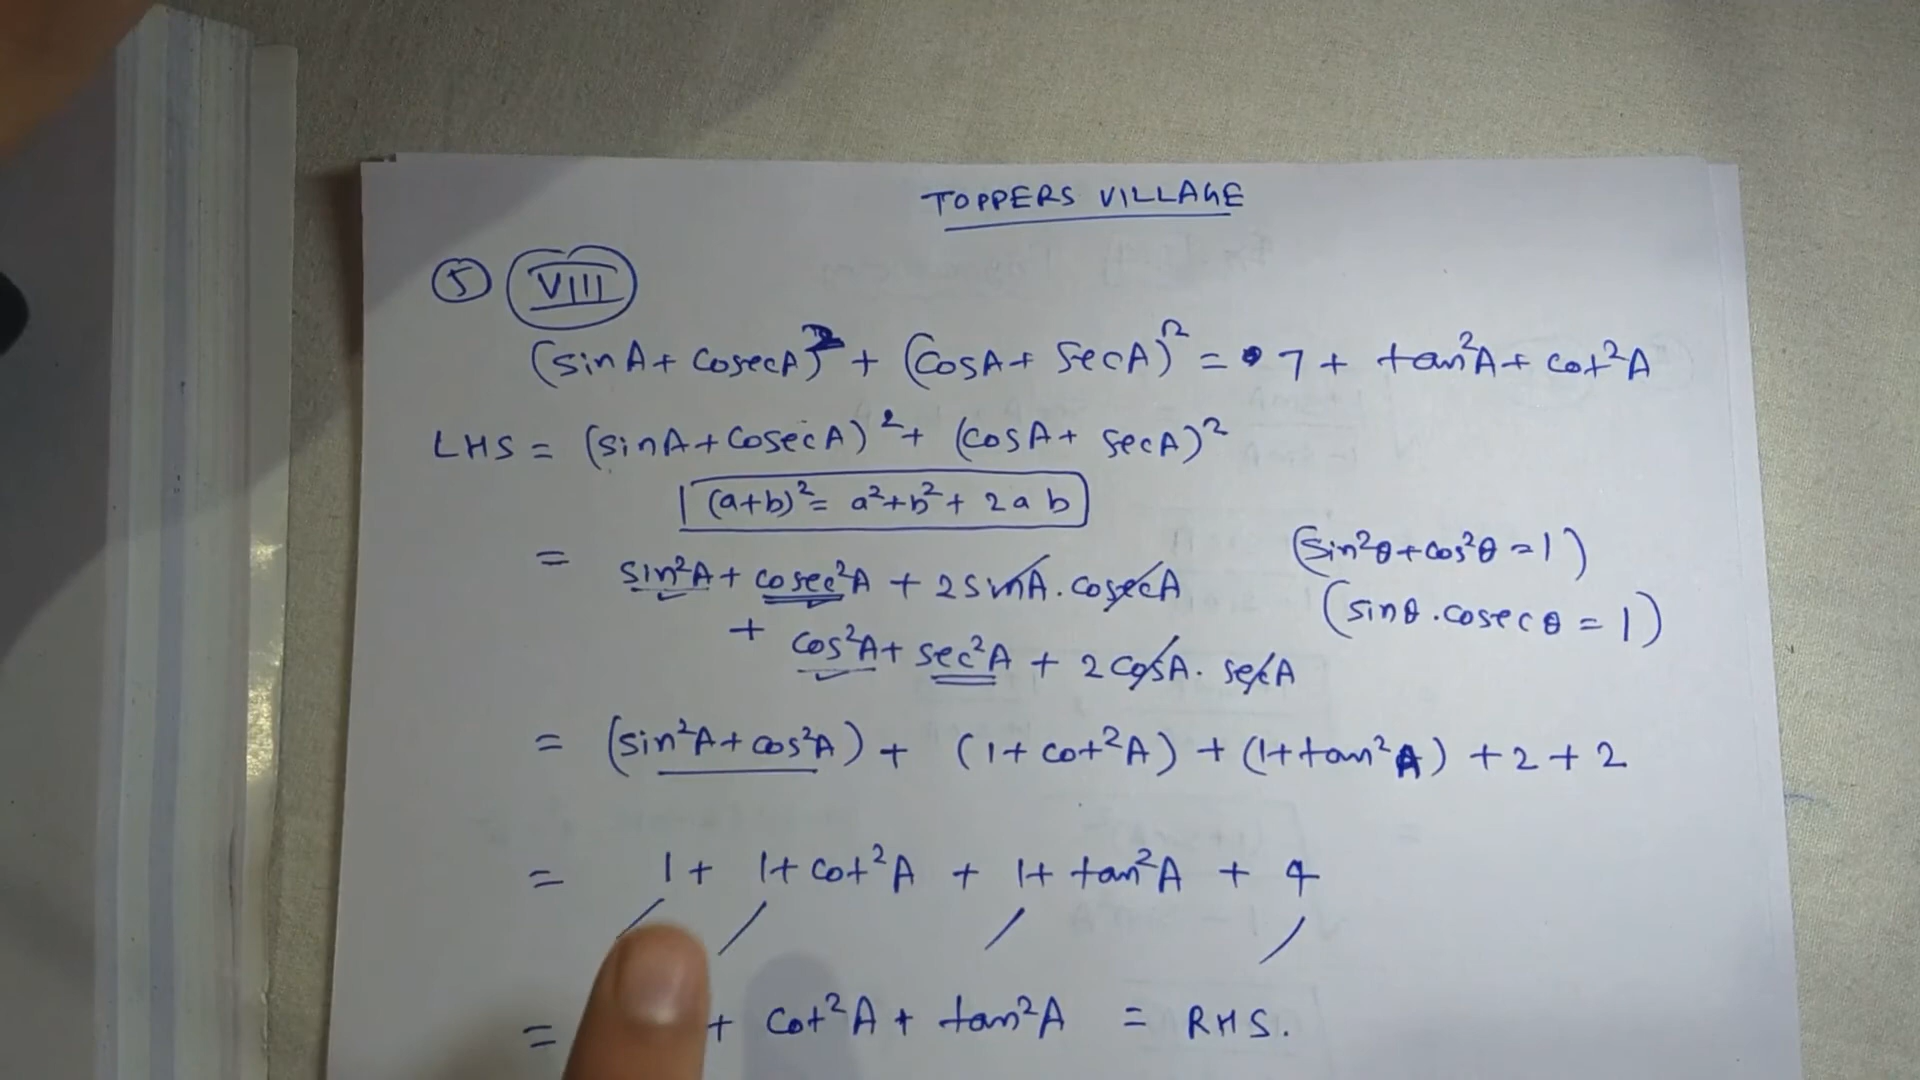 TOPPERS VILLAGE
5 VIII
(sinA + cosecA)² + (cosA + secA)² = 7 + tan²A + cot²A
LHS = (sinA + cosecA)² + (cosA + secA)²
(a+b)² = a² + b² + 2ab
(sin²θ + cos²θ = 1)
= sin²A + cosec²A + 2 sinA . cosecA
(sinθ . cosecθ = 1)
+ cos²A + sec²A + 2 cosA . secA
= (sin²A + cos²A) + (1 + cot²A) + (1 + tan²A) + 2 + 2
= 1 + 1 + cot²A + 1 + tan²A + 4
= + cot²A + tan²A = RHS.